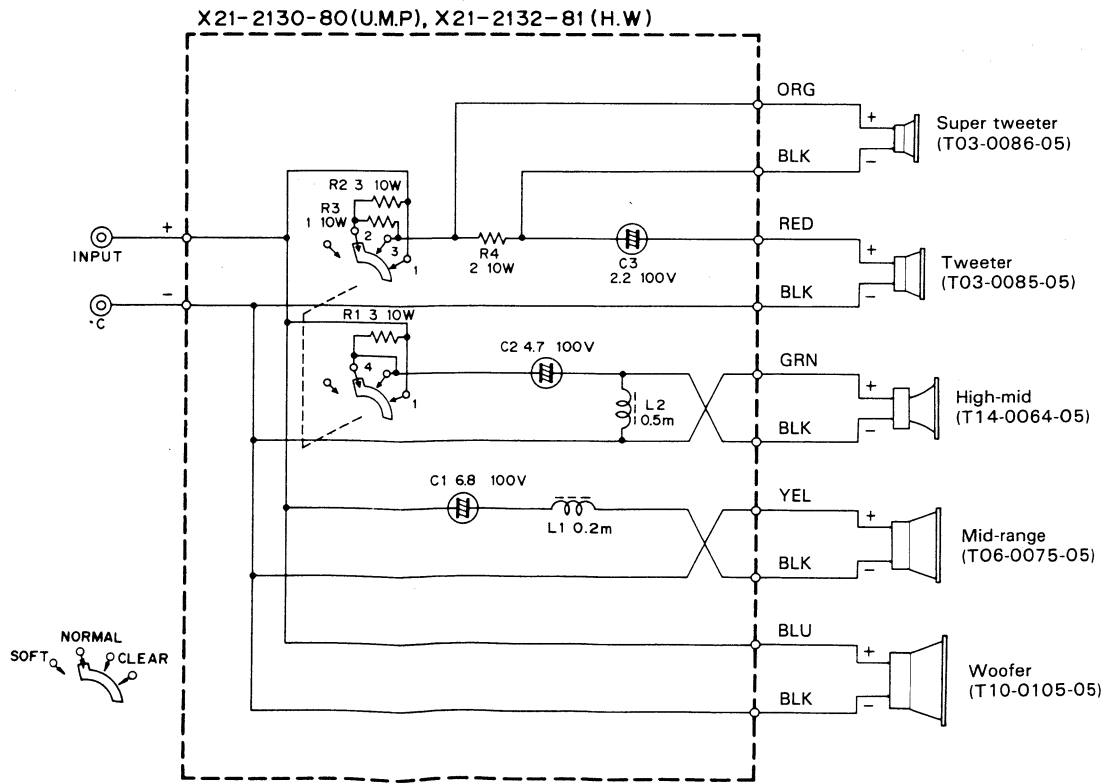 X21-2130-80(U.M.P), X21-2132-81(H.W)
ORG
+
Super tweeter
(T03-0086-05)
BLK
−
R2 3 10W
R3
1 10W
2
3
1
+
INPUT
−
R4
2 10W
C3
2.2 100V
RED
+
Tweeter
(T03-0085-05)
BLK
−
R1 3 10W
4
1
C2 4.7 100V
L2
0.5m
GRN
+
High-mid
(T14-0064-05)
BLK
−
C1 6.8 100V
L1 0.2m
YEL
+
Mid-range
(T06-0075-05)
BLK
−
NORMAL
SOFT
CLEAR
BLU
+
Woofer
(T10-0105-05)
BLK
−